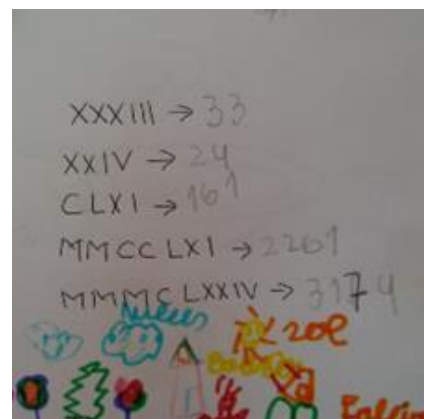 XXXIII → 33
XXIV → 24
CLXI → 161
MMCCLXI → 2261
MMMCLXXIV → 3174